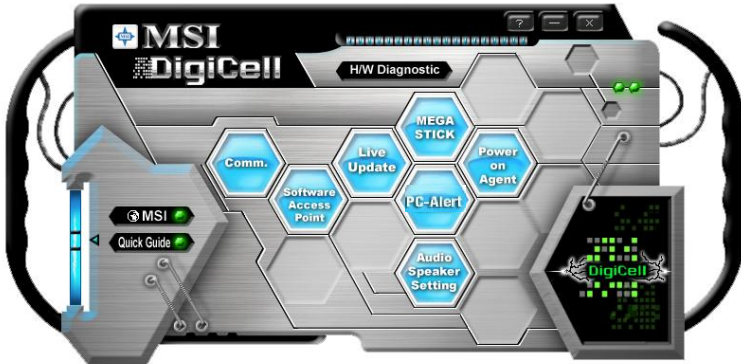 MSI
DigiCell
? — X
H/W Diagnostic
MEGA
STICK
Comm.
Live
Update
Power
on
Agent
Software
Access
Point
PC-Alert
MSI
Quick Guide
Audio
Speaker
Setting
DigiCell